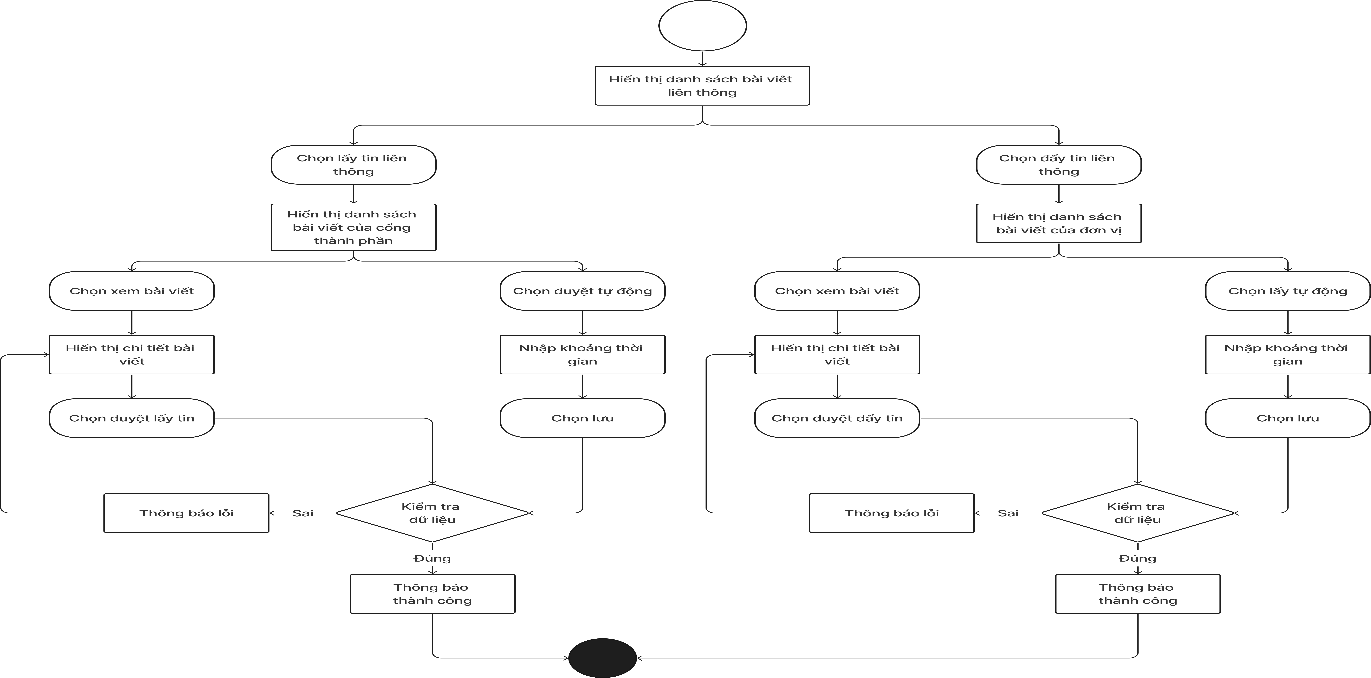 Hiển thị danh sách bài viết
liên thông
Chọn lấy tin liên
thông
Chọn đẩy tin liên
thông
Hiển thị danh sách
bài viết của cổng
thành phần
Hiển thị danh sách
bài viết của đơn vị
Chọn xem bài viết
Chọn duyệt tự động
Chọn xem bài viết
Chọn lấy tự động
Hiển thị chi tiết bài
viết
Nhập khoảng thời
gian
Hiển thị chi tiết bài
viết
Nhập khoảng thời
gian
Chọn duyệt lấy tin
Chọn lưu
Chọn duyệt đẩy tin
Chọn lưu
Thông báo lỗi
Sai
Kiểm tra
dữ liệu
Thông báo lỗi
Sai
Kiểm tra
dữ liệu
Đúng
Đúng
Thông báo
thành công
Thông báo
thành công